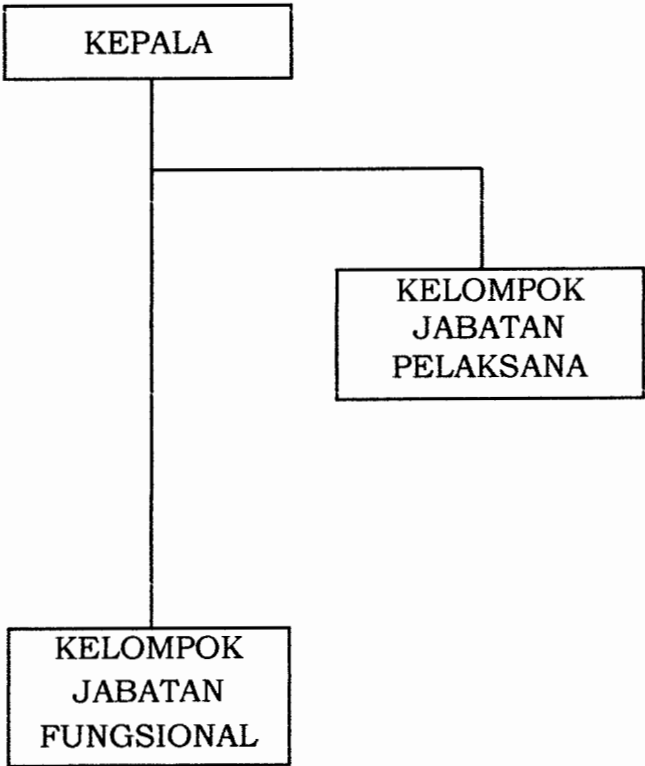 KEPALA
KELOMPOK
JABATAN
PELAKSANA
KELOMPOK
JABATAN
FUNGSIONAL